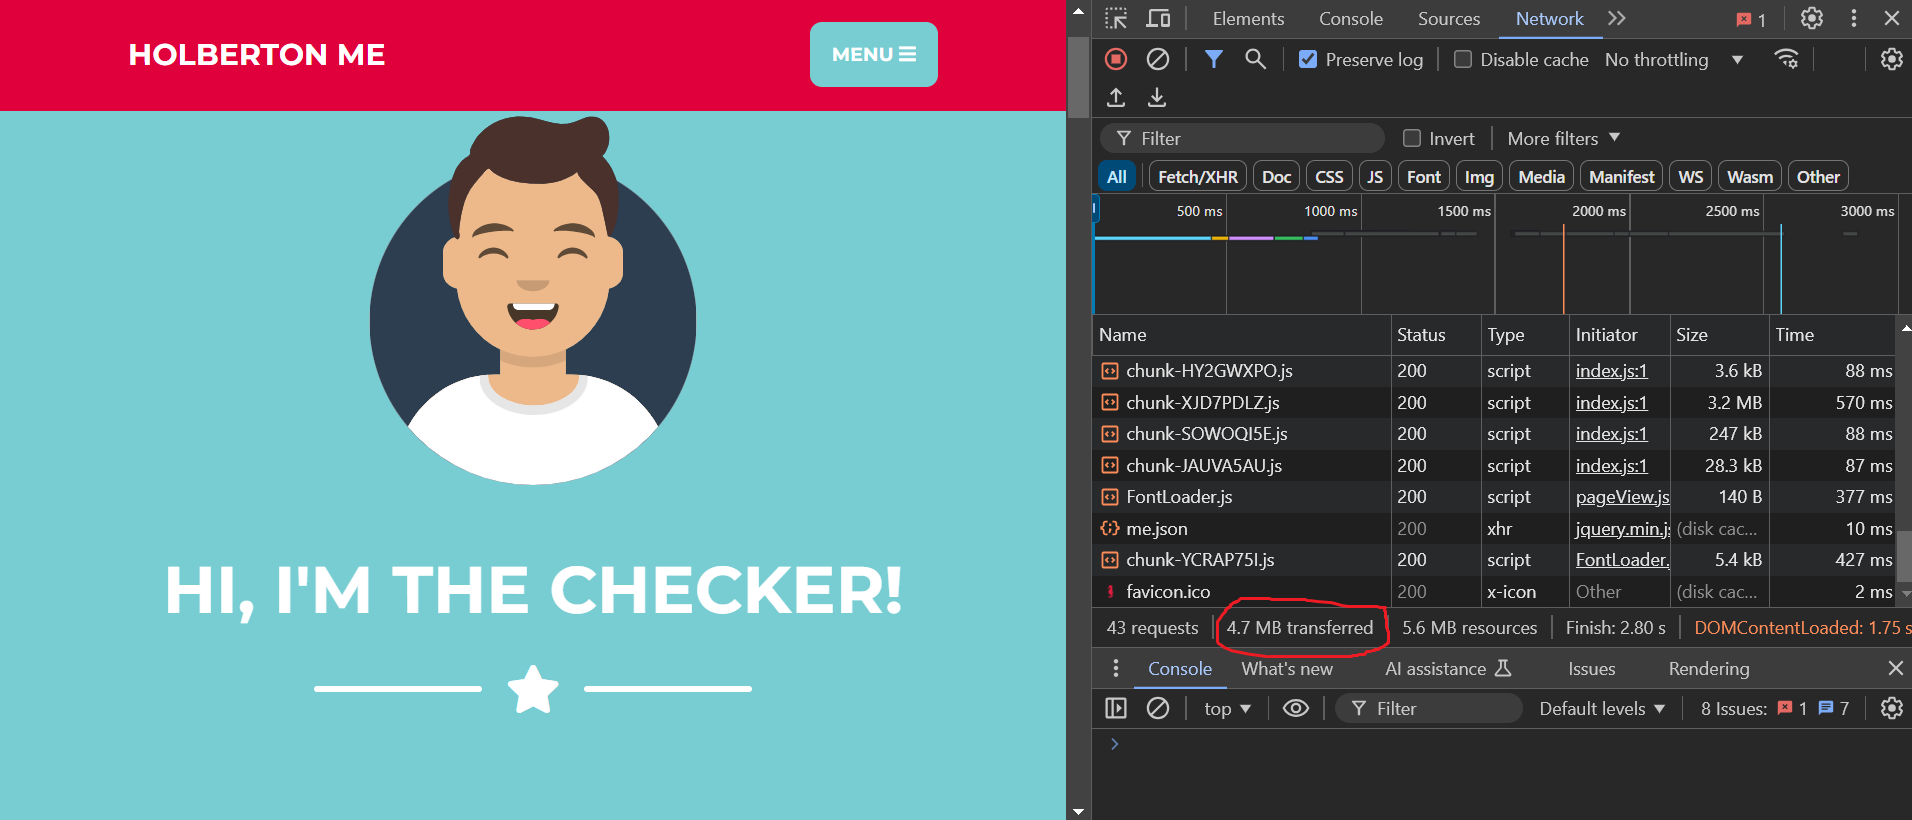 HOLBERTON ME
MENU
HI, I'M THE CHECKER!
Elements Console Sources Network 1
Preserve log Disable cache No throttling
Filter Invert More filters
All Fetch/XHR Doc CSS JS Font Img Media Manifest WS Wasm Other
500 ms 1000 ms 1500 ms 2000 ms 2500 ms 3000 ms
Name Status Type Initiator Size Time
chunk-HY2GWXPO.js 200 script index.js:1 3.6 kB 88 ms
chunk-XJD7PDLZ.js 200 script index.js:1 3.2 MB 570 ms
chunk-SOWOQI5E.js 200 script index.js:1 247 kB 88 ms
chunk-JAUVA5AU.js 200 script index.js:1 28.3 kB 87 ms
FontLoader.js 200 script pageView.js 140 B 377 ms
me.json 200 xhr jquery.min.js (disk cac... 10 ms
chunk-YCRAP75I.js 200 script FontLoader. 5.4 kB 427 ms
favicon.ico 200 x-icon Other (disk cac... 2 ms
43 requests 4.7 MB transferred 5.6 MB resources Finish: 2.80 s DOMContentLoaded: 1.75 s
Console What's new AI assistance Issues Rendering
top Filter Default levels 8 Issues: 1 7